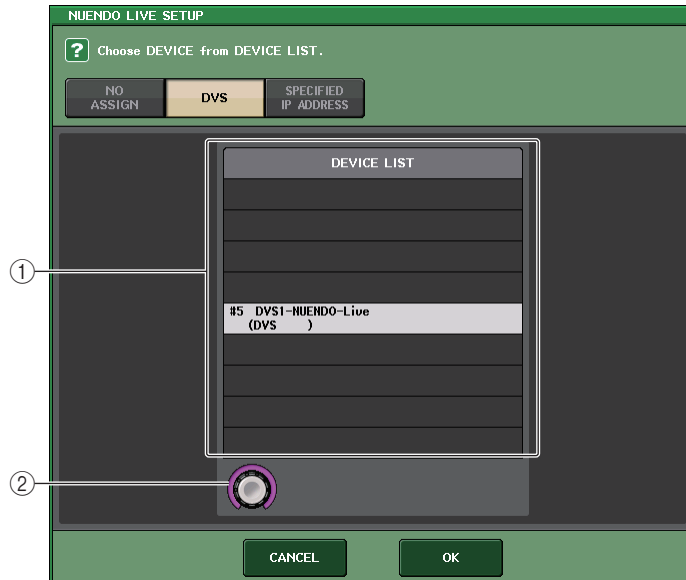 NUENDO LIVE SETUP
? Choose DEVICE from DEVICE LIST.
NO ASSIGN
DVS
SPECIFIED IP ADDRESS
DEVICE LIST
①
#5 DVS1-NUENDO-Live
(DVS )
②
CANCEL
OK